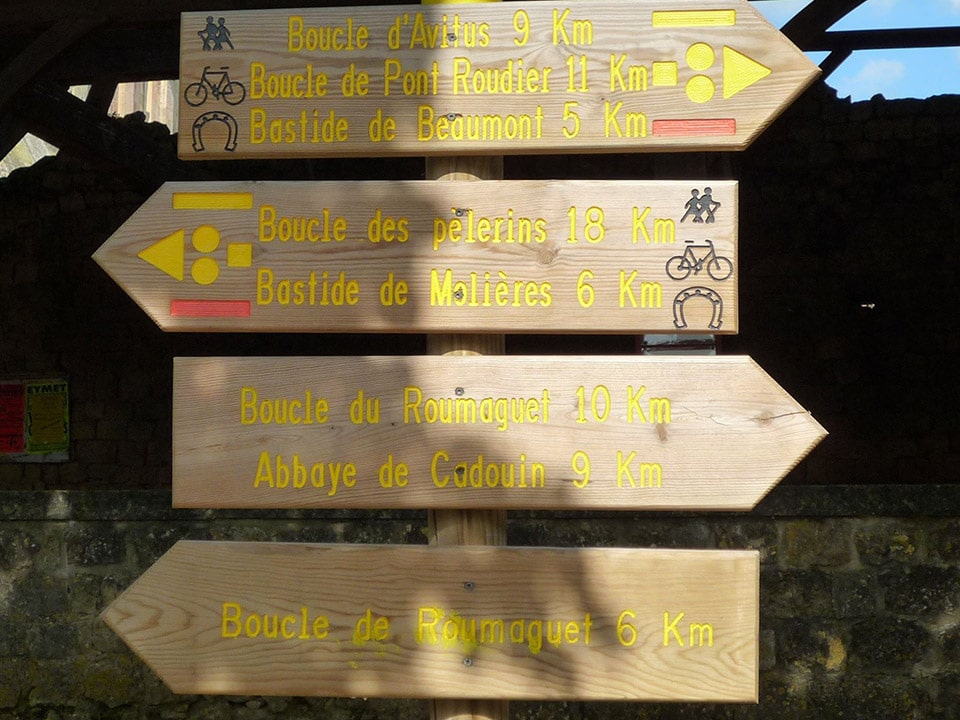 Boucle d'Avitus 9 Km
Boucle de Pont Roudier 11 Km
Bastide de Beaumont 5 Km
Boucle des pèlerins 18 Km
Bastide de Molières 6 Km
EYMET
Boucle du Roumaguet 10 Km
Abbaye de Cadouin 9 Km
Boucle de Roumaguet 6 Km